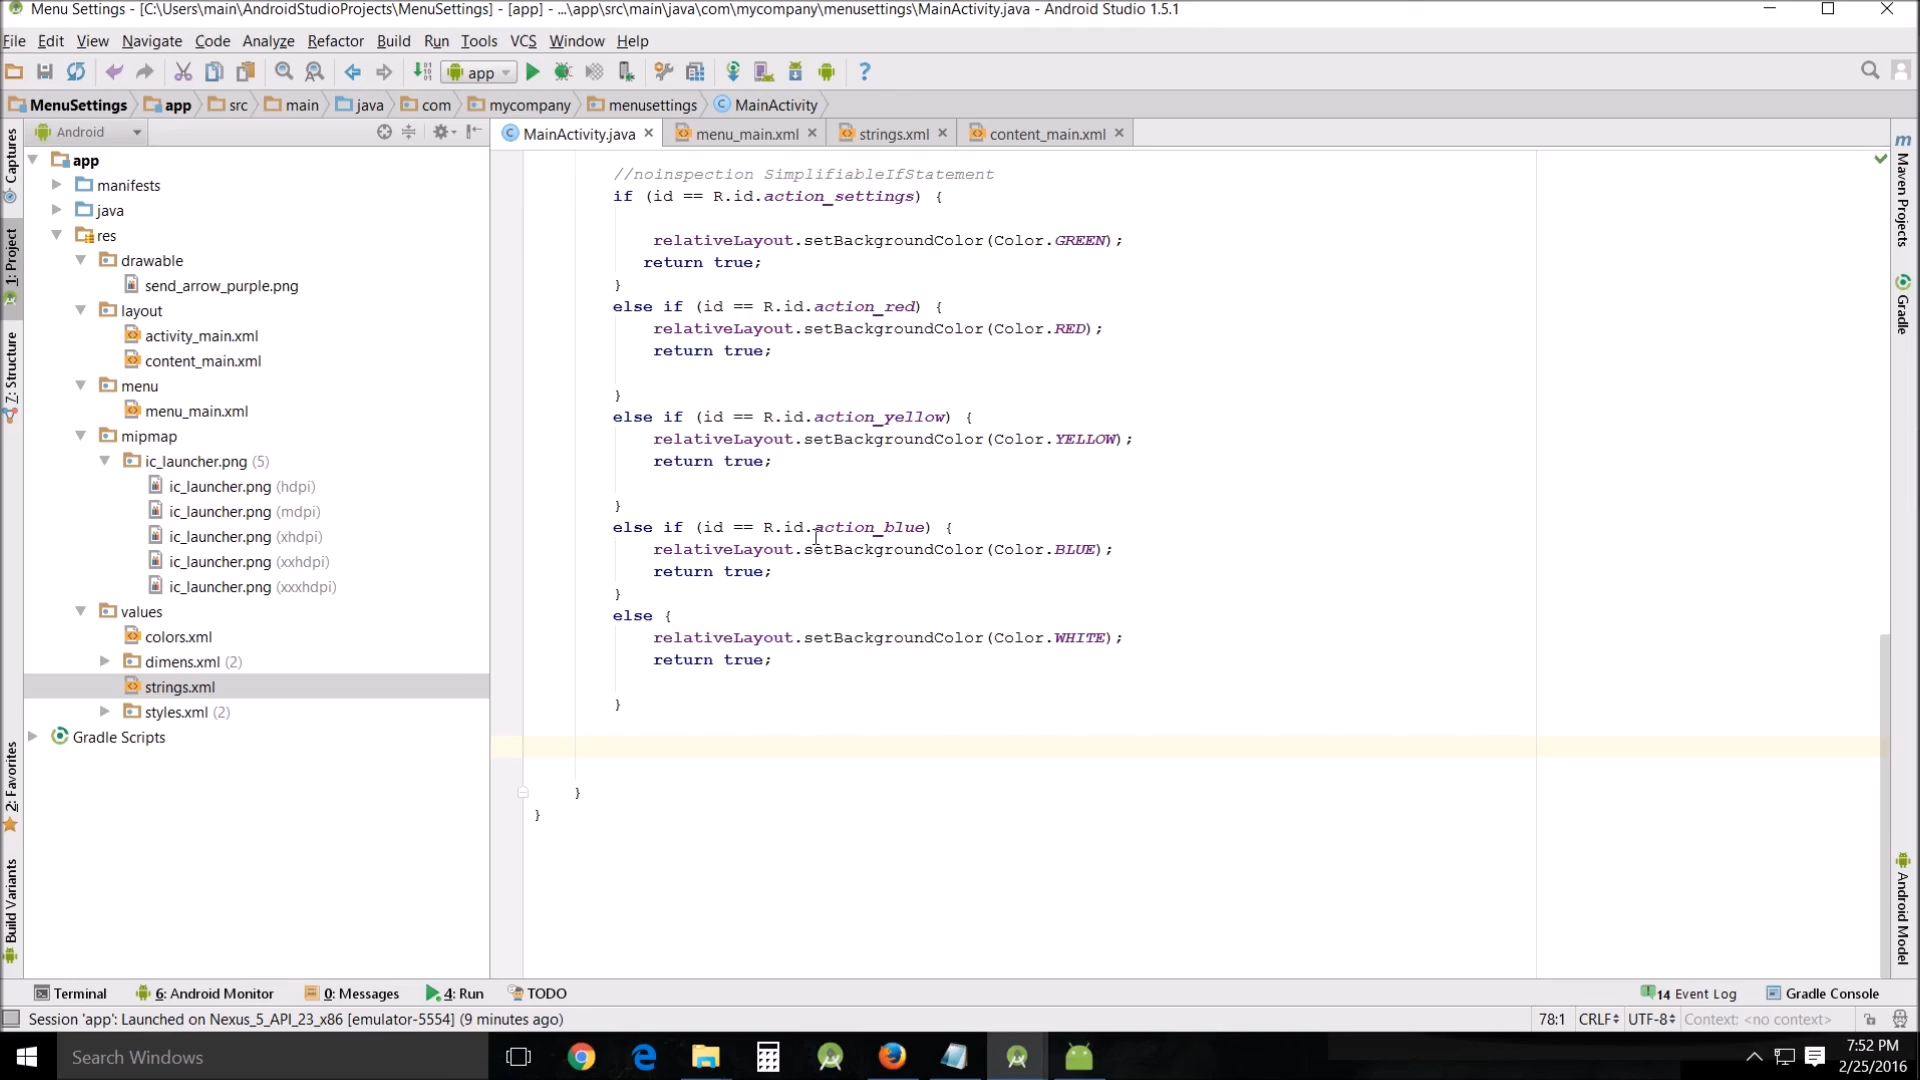 Menu Settings - [C:\Users\main\AndroidStudioProjects\MenuSettings] - [app] - ...\app\src\main\java\com\mycompany\menusettings\MainActivity.java - Android Studio 1.5.1
File Edit View Navigate Code Analyze Refactor Build Run Tools VCS Window Help
app
MenuSettings app src main java com mycompany menusettings MainActivity
Android
MainActivity.java menu_main.xml strings.xml content_main.xml
Captures
1: Project
7: Structure
2: Favorites
Build Variants
app
manifests
java
res
drawable
send_arrow_purple.png
layout
activity_main.xml
content_main.xml
menu
menu_main.xml
mipmap
ic_launcher.png (5)
ic_launcher.png (hdpi)
ic_launcher.png (mdpi)
ic_launcher.png (xhdpi)
ic_launcher.png (xxhdpi)
ic_launcher.png (xxxhdpi)
values
colors.xml
dimens.xml (2)
strings.xml
styles.xml (2)
Gradle Scripts
//noinspection SimplifiableIfStatement
if (id == R.id.action_settings) {
relativeLayout.setBackgroundColor(Color.GREEN);
return true;
}
else if (id == R.id.action_red) {
relativeLayout.setBackgroundColor(Color.RED);
return true;
}
else if (id == R.id.action_yellow) {
relativeLayout.setBackgroundColor(Color.YELLOW);
return true;
}
else if (id == R.id.action_blue) {
relativeLayout.setBackgroundColor(Color.BLUE);
return true;
}
else {
relativeLayout.setBackgroundColor(Color.WHITE);
return true;
}
}
}
m Maven Projects
Gradle
Android Model
Terminal 6: Android Monitor 0: Messages 4: Run TODO 14 Event Log Gradle Console
Session 'app': Launched on Nexus_5_API_23_x86 [emulator-5554] (9 minutes ago) 78:1 CRLF UTF-8 Context: <no context>
Search Windows
7:52 PM
2/25/2016